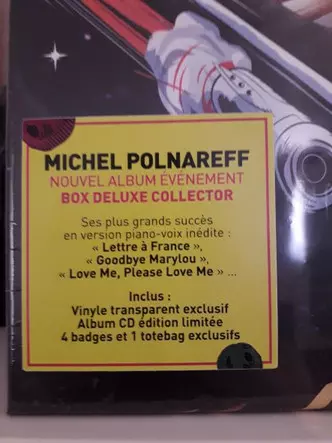 MICHEL POLNAREFF
NOUVEL ALBUM ÉVÉNEMENT
BOX DELUXE COLLECTOR
Ses plus grands succès
en version piano-voix inédite :
« Lettre à France »,
« Goodbye Marylou »,
« Love Me, Please Love Me » ...
Inclus :
Vinyle transparent exclusif
Album CD édition limitée
4 badges et 1 totebag exclusifs